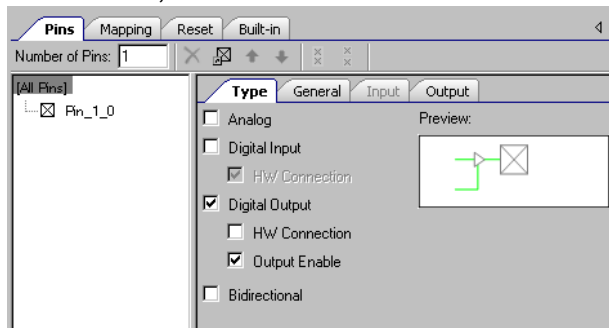 Pins Mapping Reset Built-in
Number of Pins: 1
[All Pins]
Pin_1_0
Type General Input Output
Analog
Preview:
Digital Input
HW Connection
Digital Output
HW Connection
Output Enable
Bidirectional